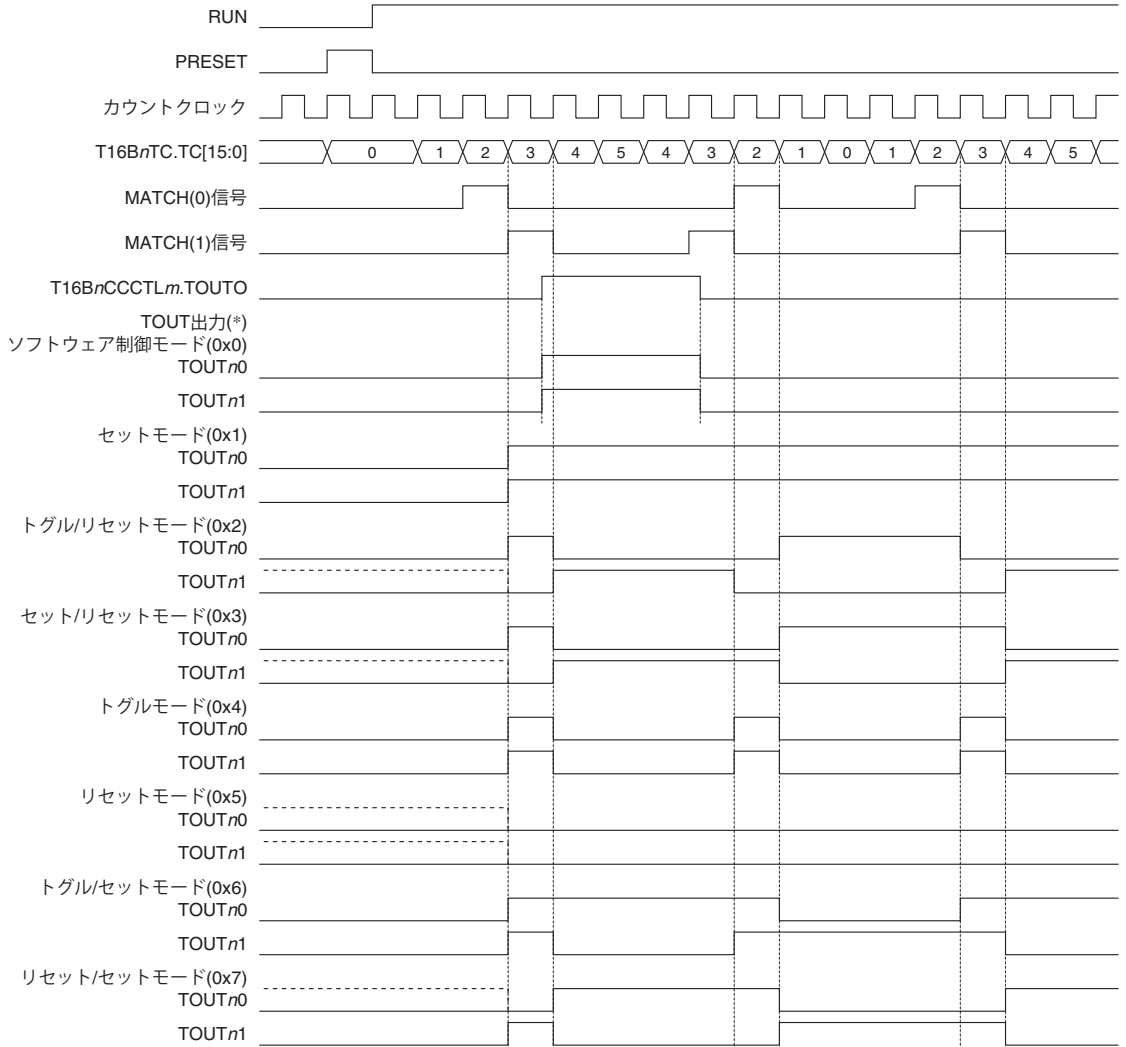 RUN
PRESET
カウントクロック
T16BnTC.TC[15:0] 0 1 2 3 4 5 4 3 2 1 0 1 2 3 4 5
MATCH(0)信号
MATCH(1)信号
T16BnCCCTLm.TOUTO
TOUT出力(*)
ソフトウェア制御モード(0x0)
TOUTn0
TOUTn1
セットモード(0x1)
TOUTn0
TOUTn1
トグル/リセットモード(0x2)
TOUTn0
TOUTn1
セット/リセットモード(0x3)
TOUTn0
TOUTn1
トグルモード(0x4)
TOUTn0
TOUTn1
リセットモード(0x5)
TOUTn0
TOUTn1
トグル/セットモード(0x6)
TOUTn0
TOUTn1
リセット/セットモード(0x7)
TOUTn0
TOUTn1